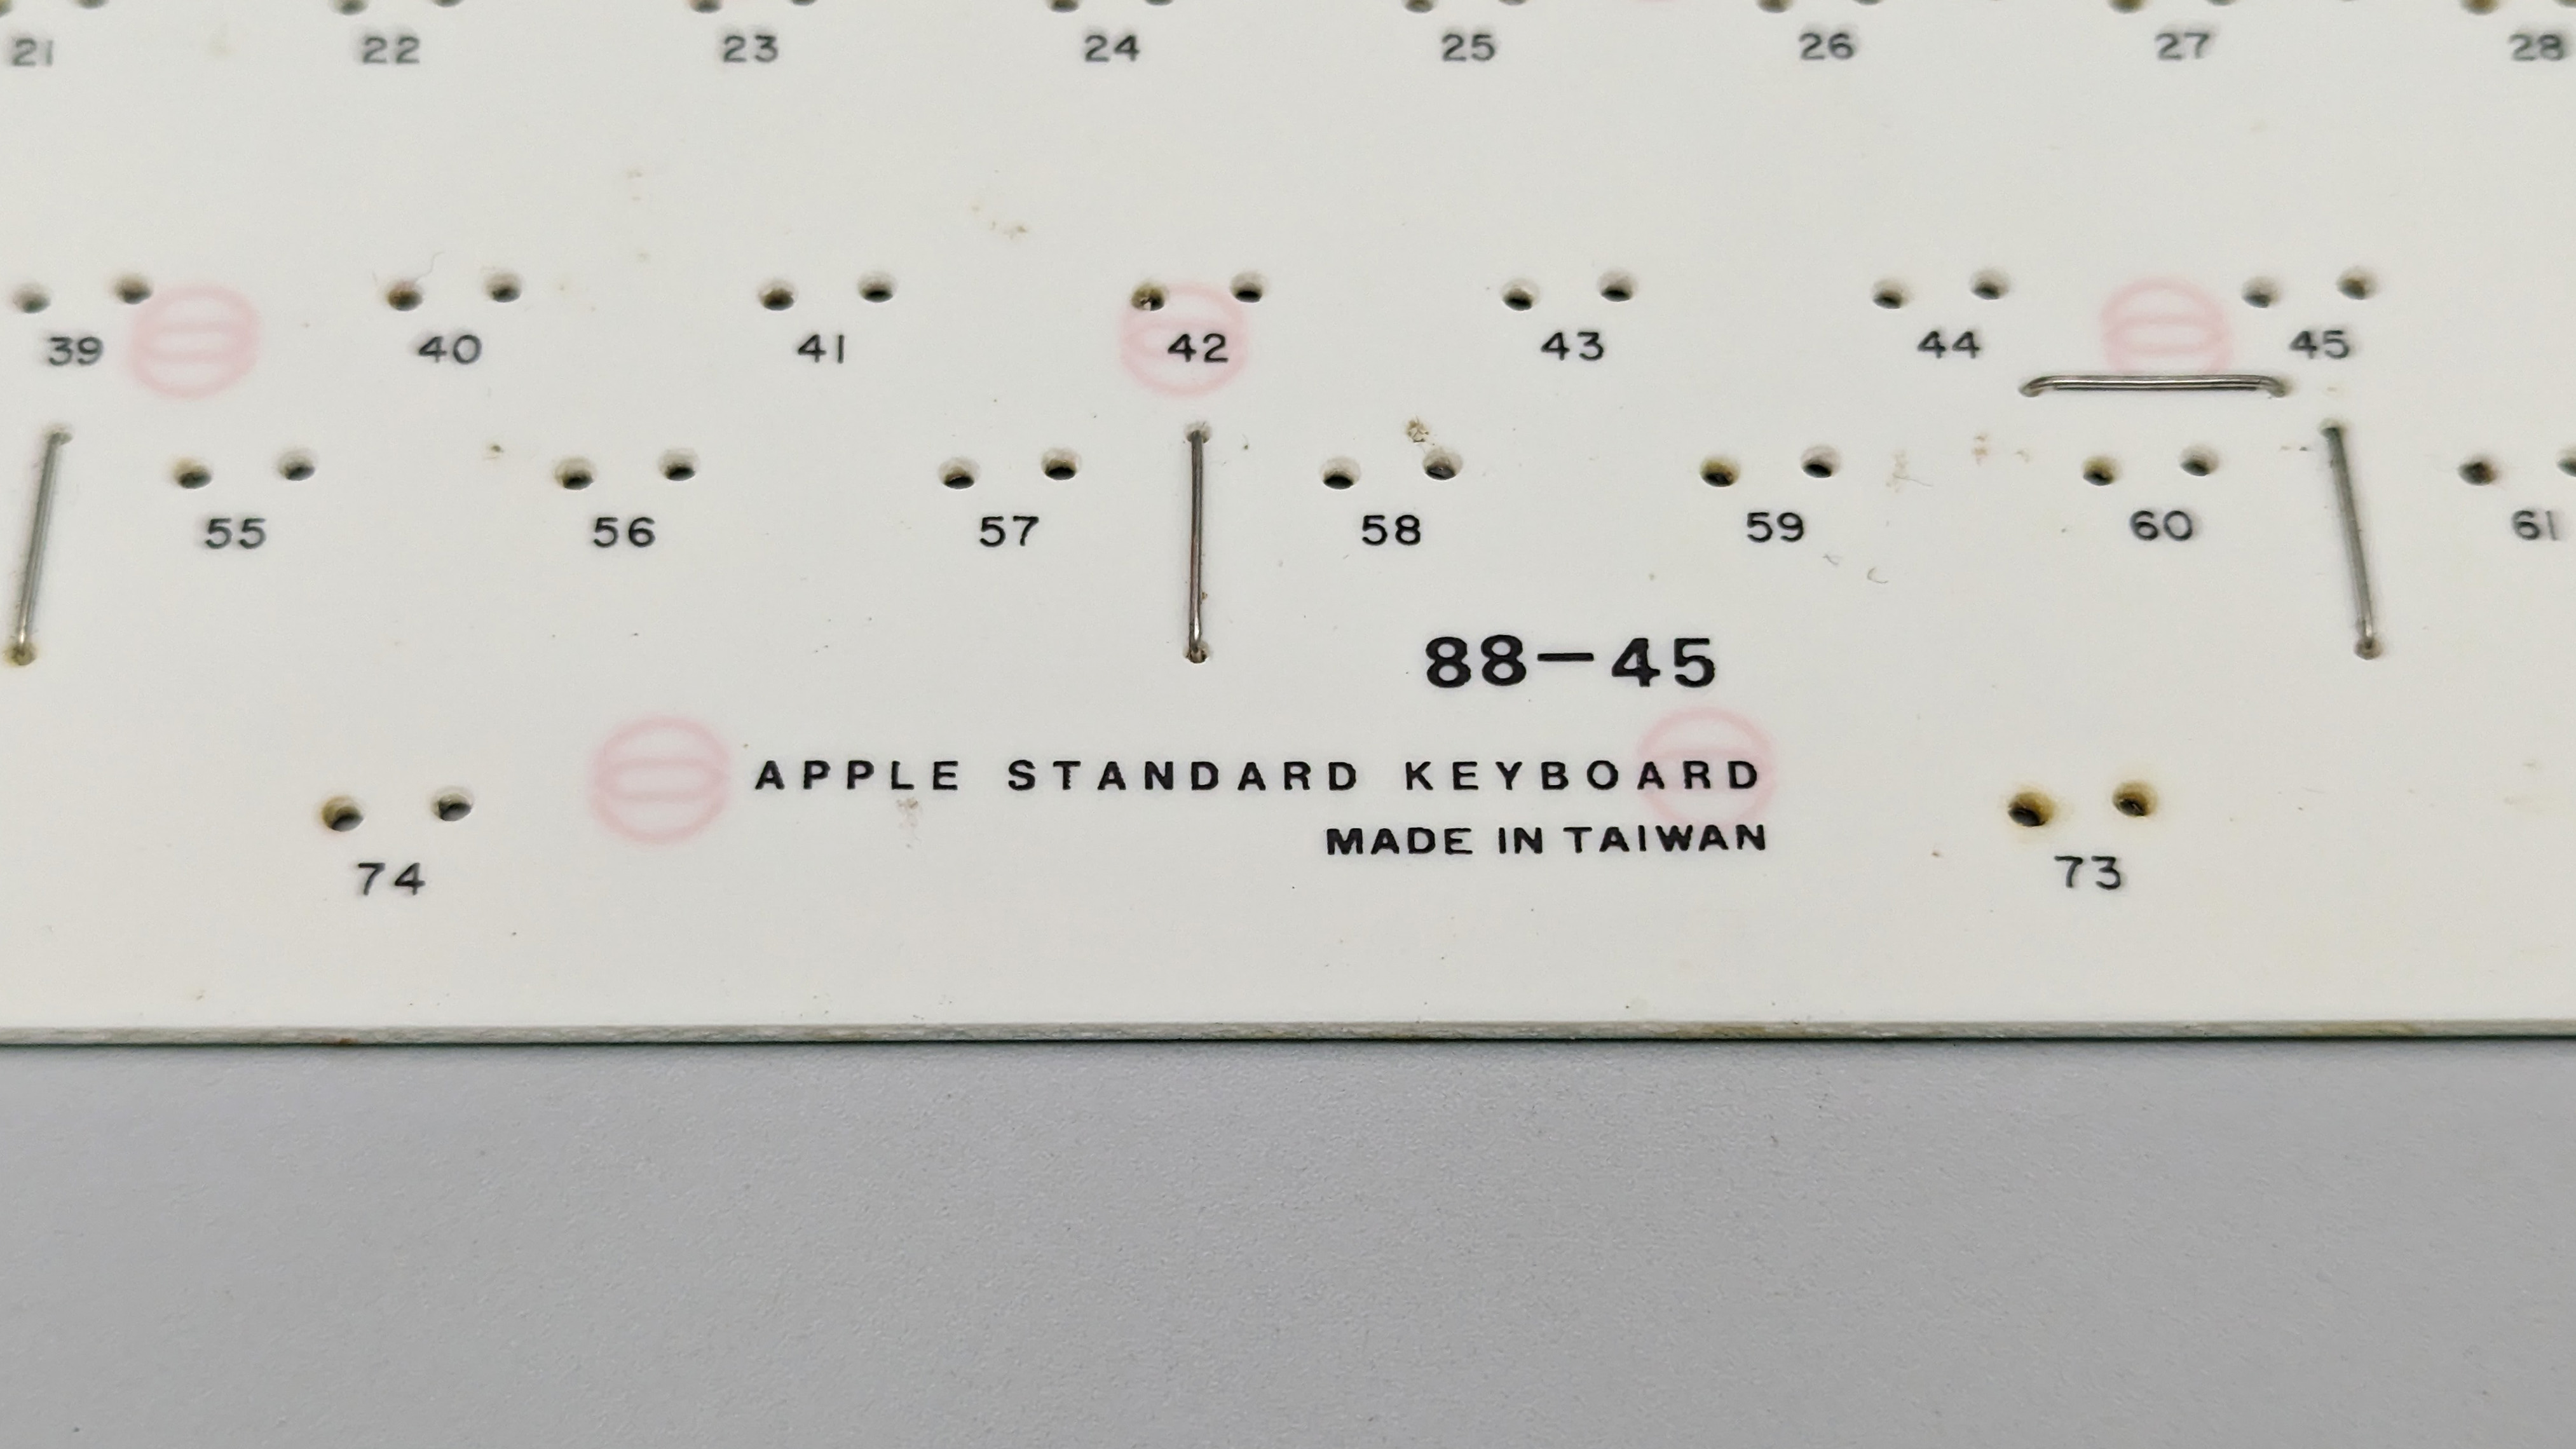 21 22 23 24 25 26 27 28
39 40 41 42 43 44 45
55 56 57 58 59 60 61
88-45
APPLE STANDARD KEYBOARD
MADE IN TAIWAN
74 73